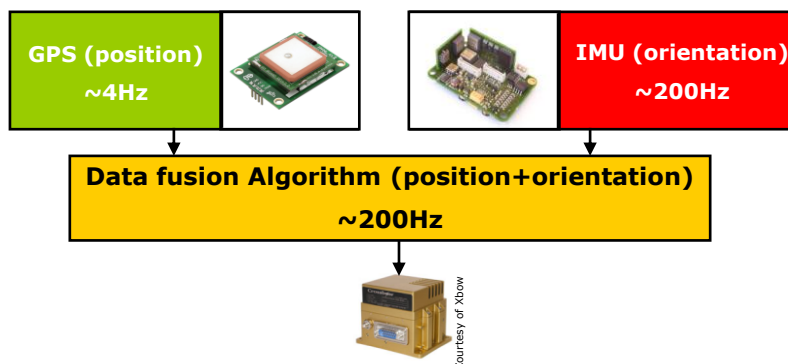 GPS (position)
~4Hz
IMU (orientation)
~200Hz
Data fusion Algorithm (position+orientation)
~200Hz
ourtesy of Xbow